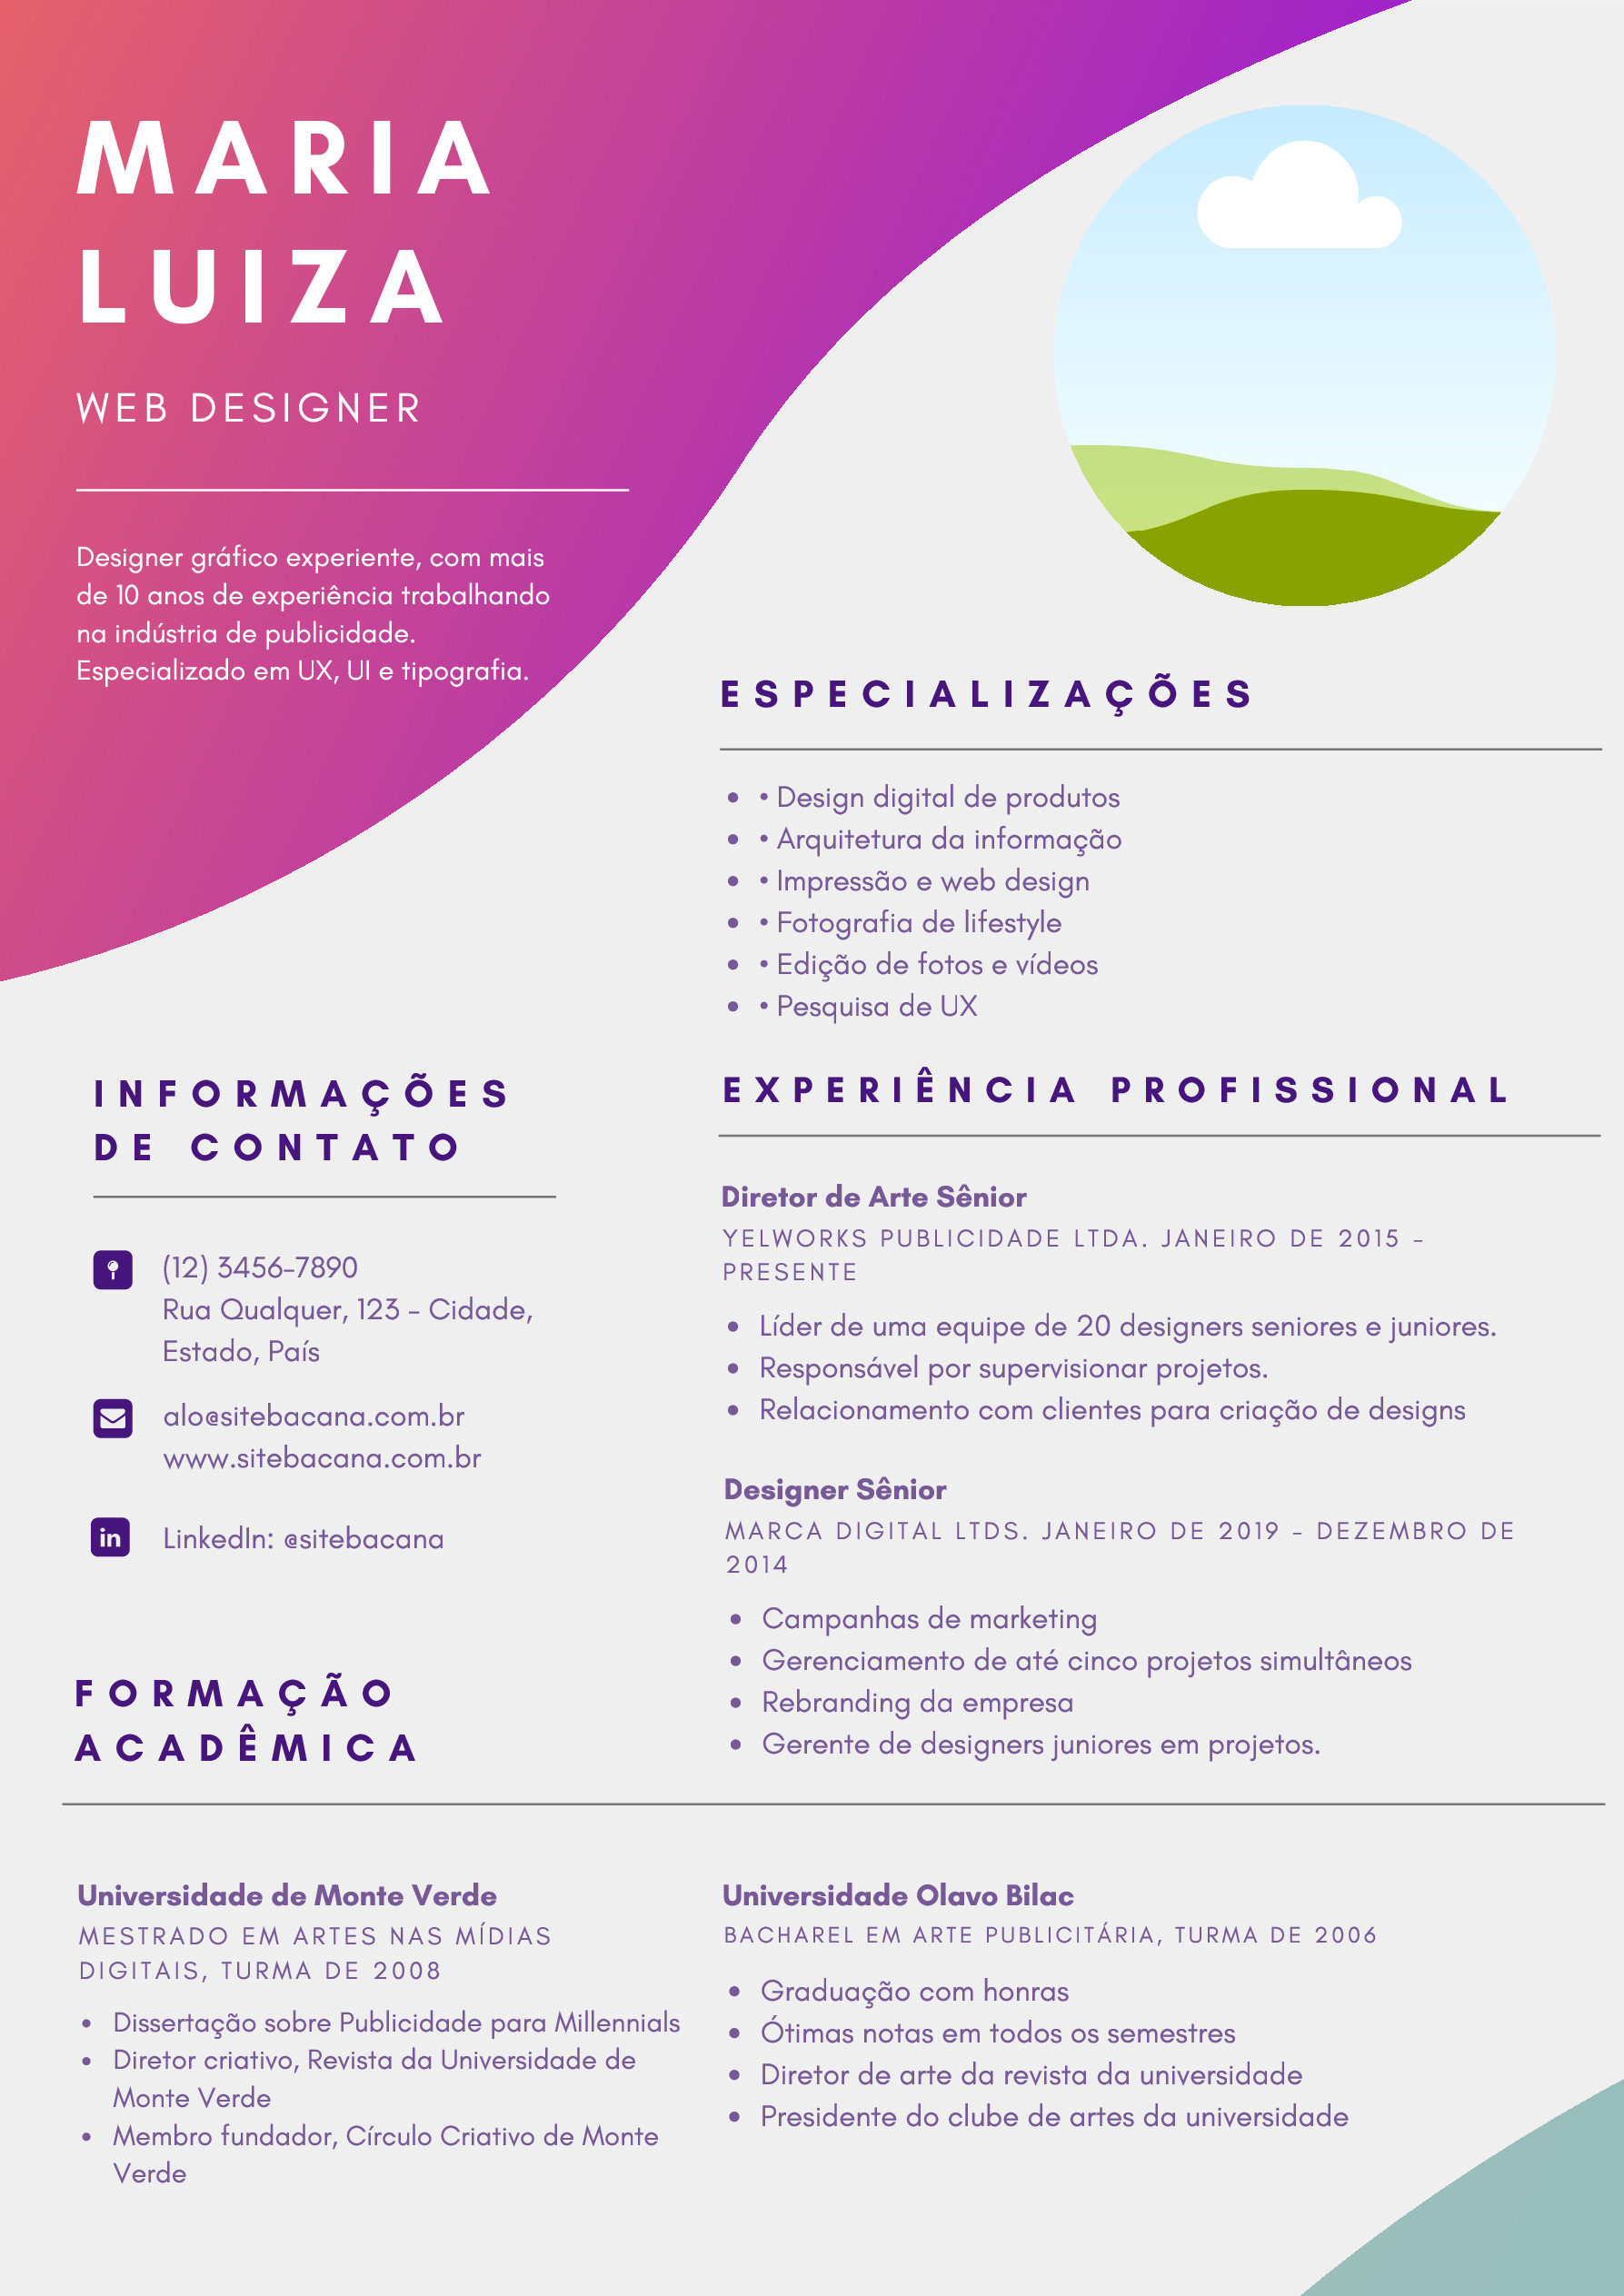 MARIA
LUIZA
WEB DESIGNER
Designer gráfico experiente, com mais
de 10 anos de experiência trabalhando
na indústria de publicidade.
Especializado em UX, UI e tipografia.
ESPECIALIZAÇÕES
• • Design digital de produtos
• • Arquitetura da informação
• • Impressão e web design
• • Fotografia de lifestyle
• • Edição de fotos e vídeos
• • Pesquisa de UX
INFORMAÇÕES
DE CONTATO
(12) 3456-7890
Rua Qualquer, 123 - Cidade,
Estado, País
alo@sitebacana.com.br
www.sitebacana.com.br
in LinkedIn: @sitebacana
EXPERIÊNCIA PROFISSIONAL
Diretor de Arte Sênior
YELWORKS PUBLICIDADE LTDA. JANEIRO DE 2015 -
PRESENTE
• Líder de uma equipe de 20 designers seniores e juniores.
• Responsável por supervisionar projetos.
• Relacionamento com clientes para criação de designs
Designer Sênior
MARCA DIGITAL LTDS. JANEIRO DE 2019 - DEZEMBRO DE
2014
• Campanhas de marketing
• Gerenciamento de até cinco projetos simultâneos
• Rebranding da empresa
• Gerente de designers juniores em projetos.
FORMAÇÃO
ACADÊMICA
Universidade de Monte Verde
MESTRADO EM ARTES NAS MÍDIAS
DIGITAIS, TURMA DE 2008
• Dissertação sobre Publicidade para Millennials
• Diretor criativo, Revista da Universidade de
Monte Verde
• Membro fundador, Círculo Criativo de Monte
Verde
Universidade Olavo Bilac
BACHAREL EM ARTE PUBLICITÁRIA, TURMA DE 2006
• Graduação com honras
• Ótimas notas em todos os semestres
• Diretor de arte da revista da universidade
• Presidente do clube de artes da universidade